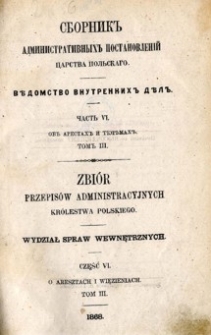 СБОРНИКЪ
АДМИНИСТРАТИВНЫХЪ ПОСТАНОВЛЕНІЙ
ЦАРСТВА ПОЛЬСКАГО.
ВѢДОМСТВО ВНУТРЕННИХЪ ДѢЛЪ.
ЧАСТЬ VI.
ОБЪ АРЕСТАХЪ И ТЮРЬМАХЪ.
ТОМЪ III.
ZBIÓR
PRZEPISÓW ADMINISTRACYJNYCH
KRÓLESTWA POLSKIEGO.
WYDZIAŁ SPRAW WEWNĘTRZNYCH.
CZĘŚĆ VI.
O ARESZTACH I WIĘZIENIACH.
TOM III.
1868.